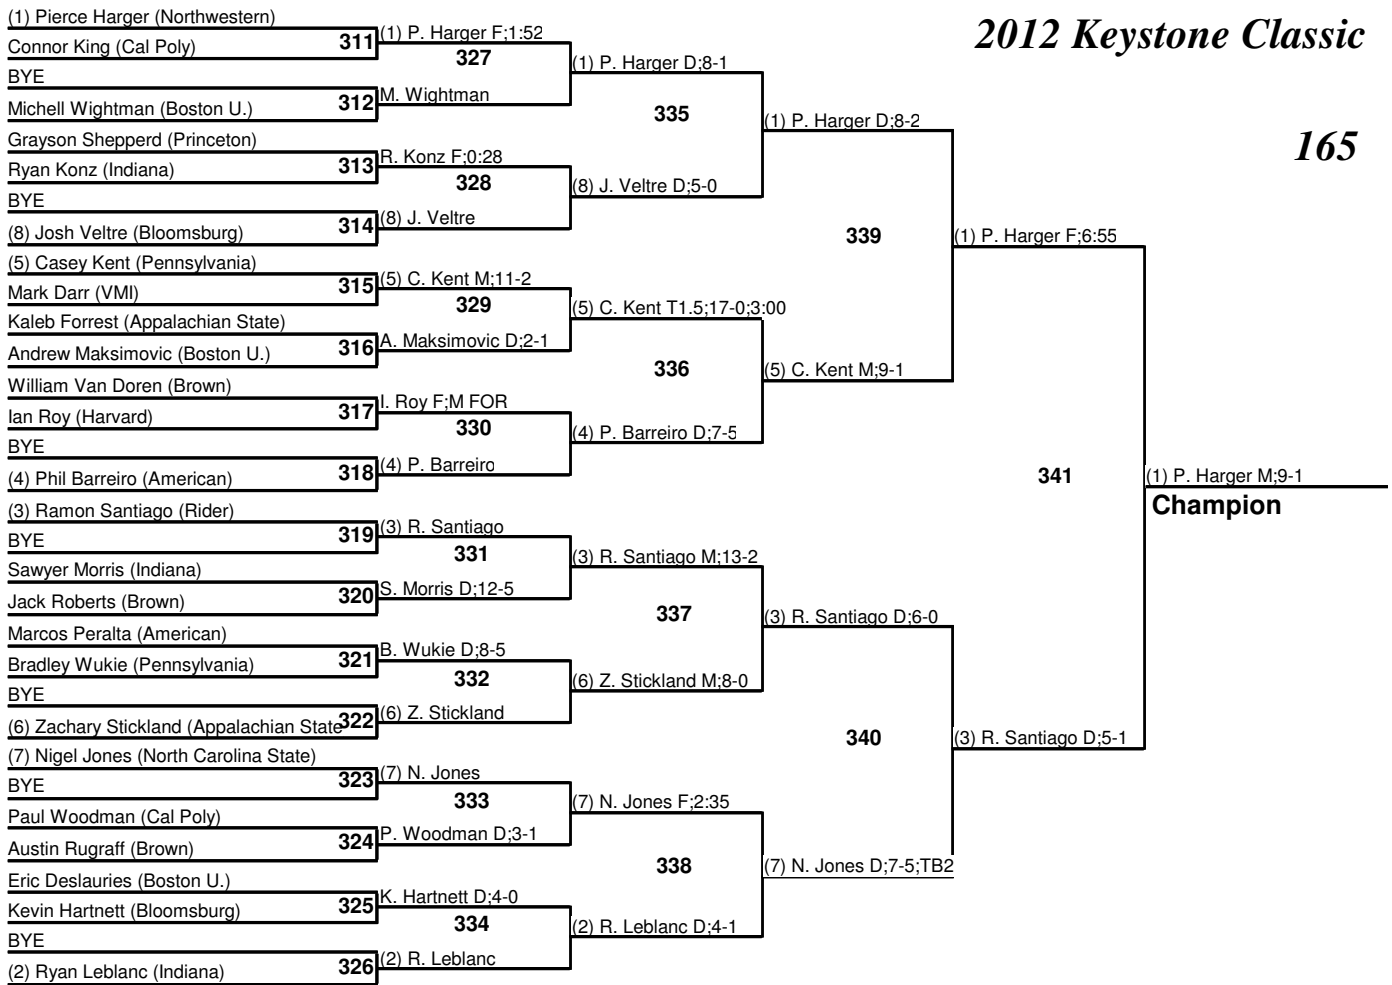 2012 Keystone Classic
165
(1) Pierce Harger (Northwestern)
Connor King (Cal Poly)
BYE
Michell Wightman (Boston U.)
Grayson Shepperd (Princeton)
Ryan Konz (Indiana)
BYE
(8) Josh Veltre (Bloomsburg)
(5) Casey Kent (Pennsylvania)
Mark Darr (VMI)
Kaleb Forrest (Appalachian State)
Andrew Maksimovic (Boston U.)
William Van Doren (Brown)
Ian Roy (Harvard)
BYE
(4) Phil Barreiro (American)
(3) Ramon Santiago (Rider)
BYE
Sawyer Morris (Indiana)
Jack Roberts (Brown)
Marcos Peralta (American)
Bradley Wukie (Pennsylvania)
BYE
(6) Zachary Stickland (Appalachian State
(7) Nigel Jones (North Carolina State)
BYE
Paul Woodman (Cal Poly)
Austin Rugraff (Brown)
Eric Deslauries (Boston U.)
Kevin Hartnett (Bloomsburg)
BYE
(2) Ryan Leblanc (Indiana)
311
312
313
314
315
316
317
318
319
320
321
322
323
324
325
326
(1) P. Harger F;1:52
327
M. Wightman
R. Konz F;0:28
328
(8) J. Veltre
(5) C. Kent M;11-2
329
A. Maksimovic D;2-1
I. Roy F;M FOR
330
(4) P. Barreiro
(3) R. Santiago
331
S. Morris D;12-5
B. Wukie D;8-5
332
(6) Z. Stickland
(7) N. Jones
333
P. Woodman D;3-1
K. Hartnett D;4-0
334
(2) R. Leblanc
(1) P. Harger D;8-1
335
(8) J. Veltre D;5-0
(5) C. Kent T1.5;17-0;3:00
336
(4) P. Barreiro D;7-5
(3) R. Santiago M;13-2
337
(6) Z. Stickland M;8-0
(7) N. Jones F;2:35
338
(2) R. Leblanc D;4-1
(1) P. Harger D;8-2
339
(5) C. Kent M;9-1
(3) R. Santiago D;6-0
340
(7) N. Jones D;7-5;TB2
(1) P. Harger F;6:55
341
(3) R. Santiago D;5-1
(1) P. Harger M;9-1
Champion